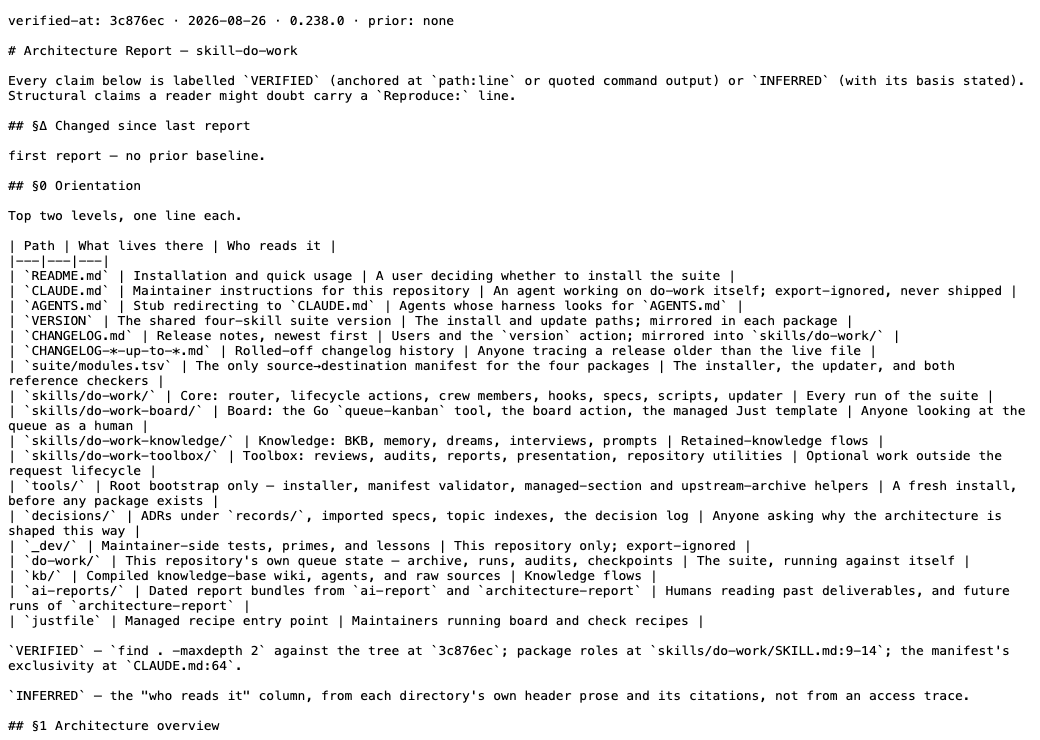 verified-at: 3c876ec · 2026-08-26 · 0.238.0 · prior: none
# Architecture Report — skill-do-work
Every claim below is labelled `VERIFIED` (anchored at `path:line` or quoted command output) or `INFERRED` (with its basis stated).
Structural claims a reader might doubt carry a `Reproduce:` line.
## §Δ Changed since last report
first report — no prior baseline.
## §0 Orientation
Top two levels, one line each.
| Path | What lives there | Who reads it |
|———|———|———|
| `README.md` | Installation and quick usage | A user deciding whether to install the suite |
| `CLAUDE.md` | Maintainer instructions for this repository | An agent working on do-work itself; export-ignored, never shipped |
| `AGENTS.md` | Stub redirecting to `CLAUDE.md` | Agents whose harness looks for `AGENTS.md` |
| `VERSION` | The shared four-skill suite version | The install and update paths; mirrored in each package |
| `CHANGELOG.md` | Release notes, newest first | Users and the `version` action; mirrored into `skills/do-work/` |
| `CHANGELOG-*-up-to-*.md` | Rolled-off changelog history | Anyone tracing a release older than the live file |
| `suite/modules.tsv` | The only source→destination manifest for the four packages | The installer, the updater, and both
reference checkers |
| `skills/do-work/` | Core: router, lifecycle actions, crew members, hooks, specs, scripts, updater | Every run of the suite |
| `skills/do-work-board/` | Board: the Go `queue-kanban` tool, the board action, the managed Just template | Anyone looking at the
queue as a human |
| `skills/do-work-knowledge/` | Knowledge: BKB, memory, dreams, interviews, prompts | Retained-knowledge flows |
| `skills/do-work-toolbox/` | Toolbox: reviews, audits, reports, presentation, repository utilities | Optional work outside the
request lifecycle |
| `tools/` | Root bootstrap only — installer, manifest validator, managed-section and upstream-archive helpers | A fresh install,
before any package exists |
| `decisions/` | ADRs under `records/`, imported specs, topic indexes, the decision log | Anyone asking why the architecture is
shaped this way |
| `_dev/` | Maintainer-side tests, primes, and lessons | This repository only; export-ignored |
| `do-work/` | This repository's own queue state — archive, runs, audits, checkpoints | The suite, running against itself |
| `kb/` | Compiled knowledge-base wiki, agents, and raw sources | Knowledge flows |
| `ai-reports/` | Dated report bundles from `ai-report` and `architecture-report` | Humans reading past deliverables, and future
runs of `architecture-report` |
| `justfile` | Managed recipe entry point | Maintainers running board and check recipes |
`VERIFIED` — `find . -maxdepth 2` against the tree at `3c876ec`; package roles at `skills/do-work/SKILL.md:9-14`; the manifest's
exclusivity at `CLAUDE.md:64`.
`INFERRED` — the "who reads it" column, from each directory's own header prose and its citations, not from an access trace.
## §1 Architecture overview